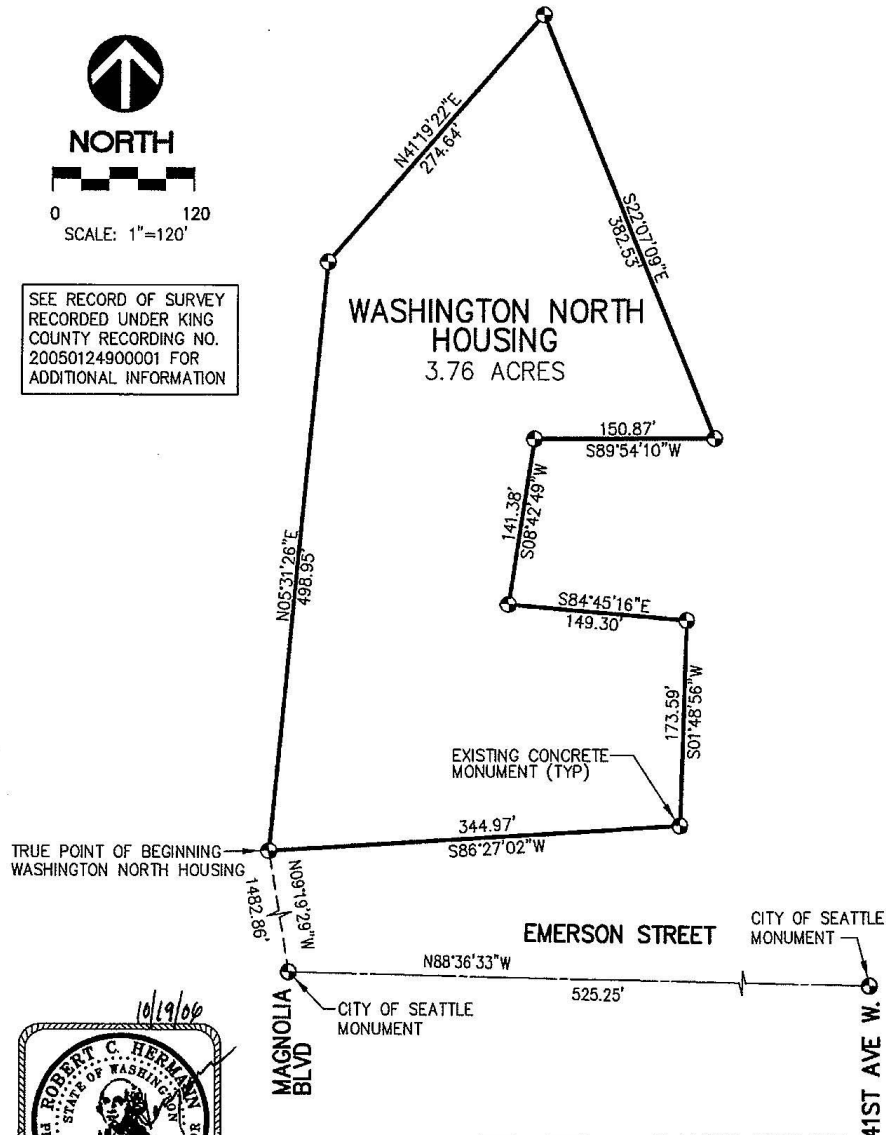 NORTH
0 120
SCALE: 1"=120'
SEE RECORD OF SURVEY
RECORDED UNDER KING
COUNTY RECORDING NO.
20050124900001 FOR
ADDITIONAL INFORMATION
N41°19'22"E
274.64'
S22°07'09"E
382.53'
WASHINGTON NORTH
HOUSING
3.76 ACRES
150.87'
S89°54'10"W
141.38'
S08°42'49"W
N05°31'26"E
498.95'
S84°45'16"E
149.30'
173.59'
S01°48'56"W
EXISTING CONCRETE
MONUMENT (TYP)
344.97'
S86°27'02"W
TRUE POINT OF BEGINNING
WASHINGTON NORTH HOUSING
N09°19'29"W
1482.86'
EMERSON STREET
CITY OF SEATTLE
MONUMENT
N88°36'33"W
525.25'
CITY OF SEATTLE
MONUMENT
MAGNOLIA
BLVD
41ST AVE W.
10/19/06
ROBERT C. HERMANN
STATE OF WASHINGTON